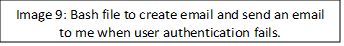 Image 9: Bash file to create email and send an email
to me when user authentication fails.